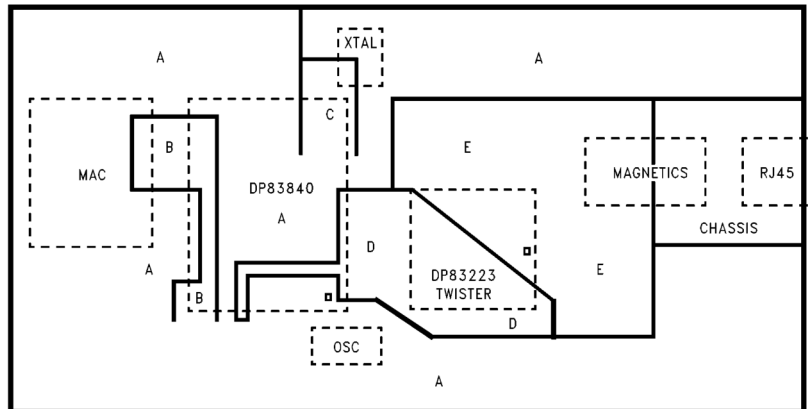 XTAL
A
A
C
B
E
MAC
MAGNETICS
RJ45
DP83840
A
CHASSIS
D
A
E
DP83223
TWISTER
B
D
OSC
A